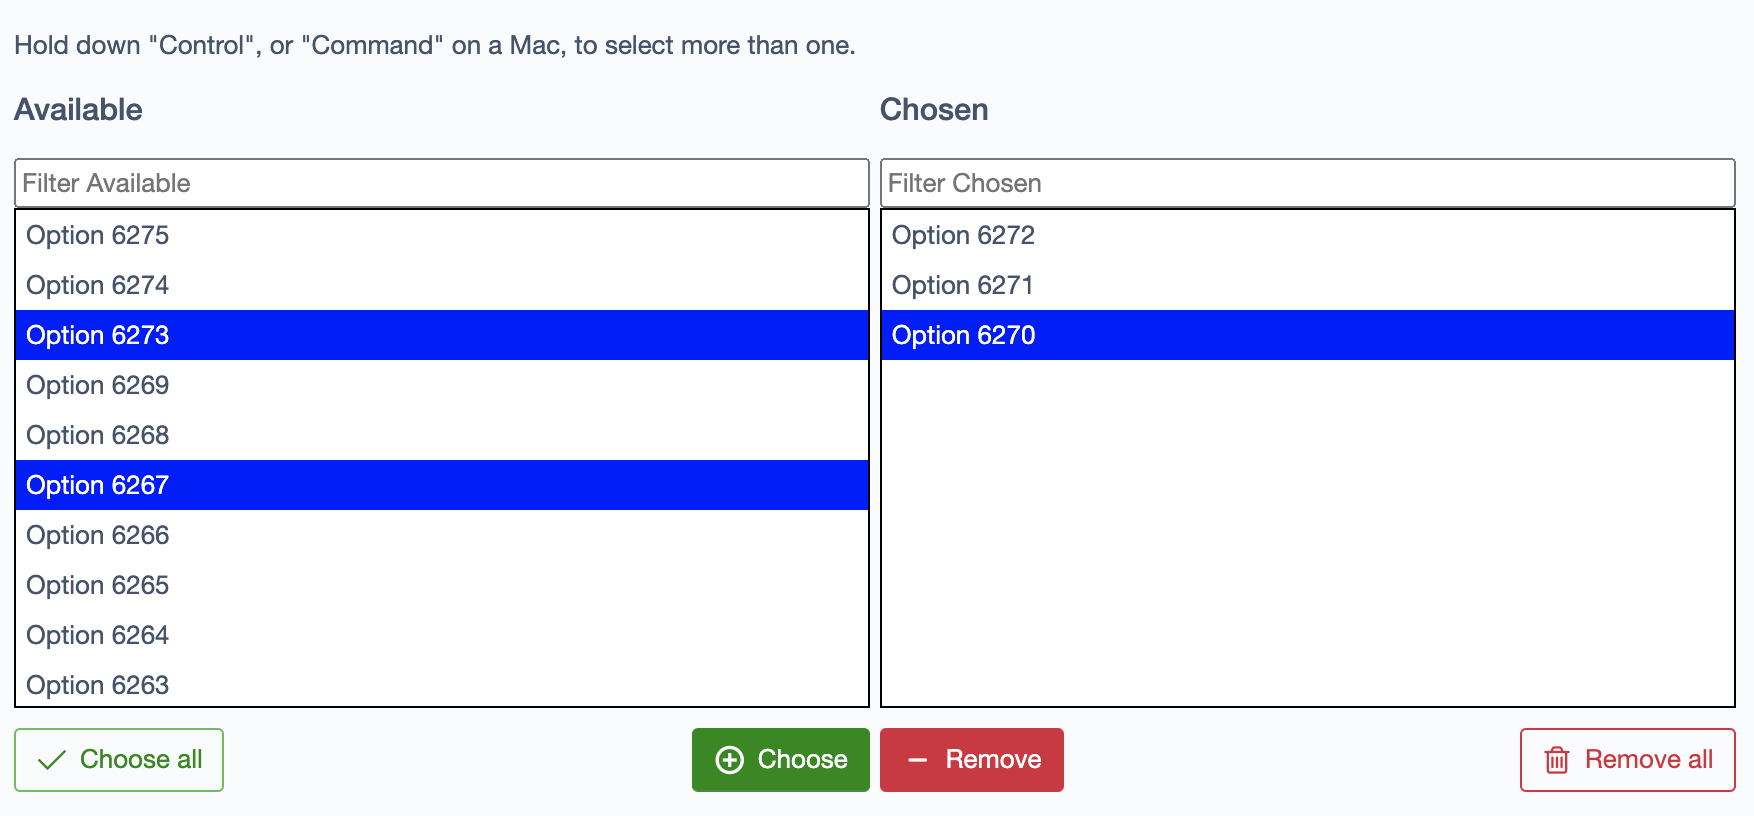 Hold down "Control", or "Command" on a Mac, to select more than one.
Available
Filter Available
Option 6275
Option 6274
Option 6273
Option 6269
Option 6268
Option 6267
Option 6266
Option 6265
Option 6264
Option 6263
Choose all
Choose
Chosen
Filter Chosen
Option 6272
Option 6271
Option 6270
Remove
Remove all